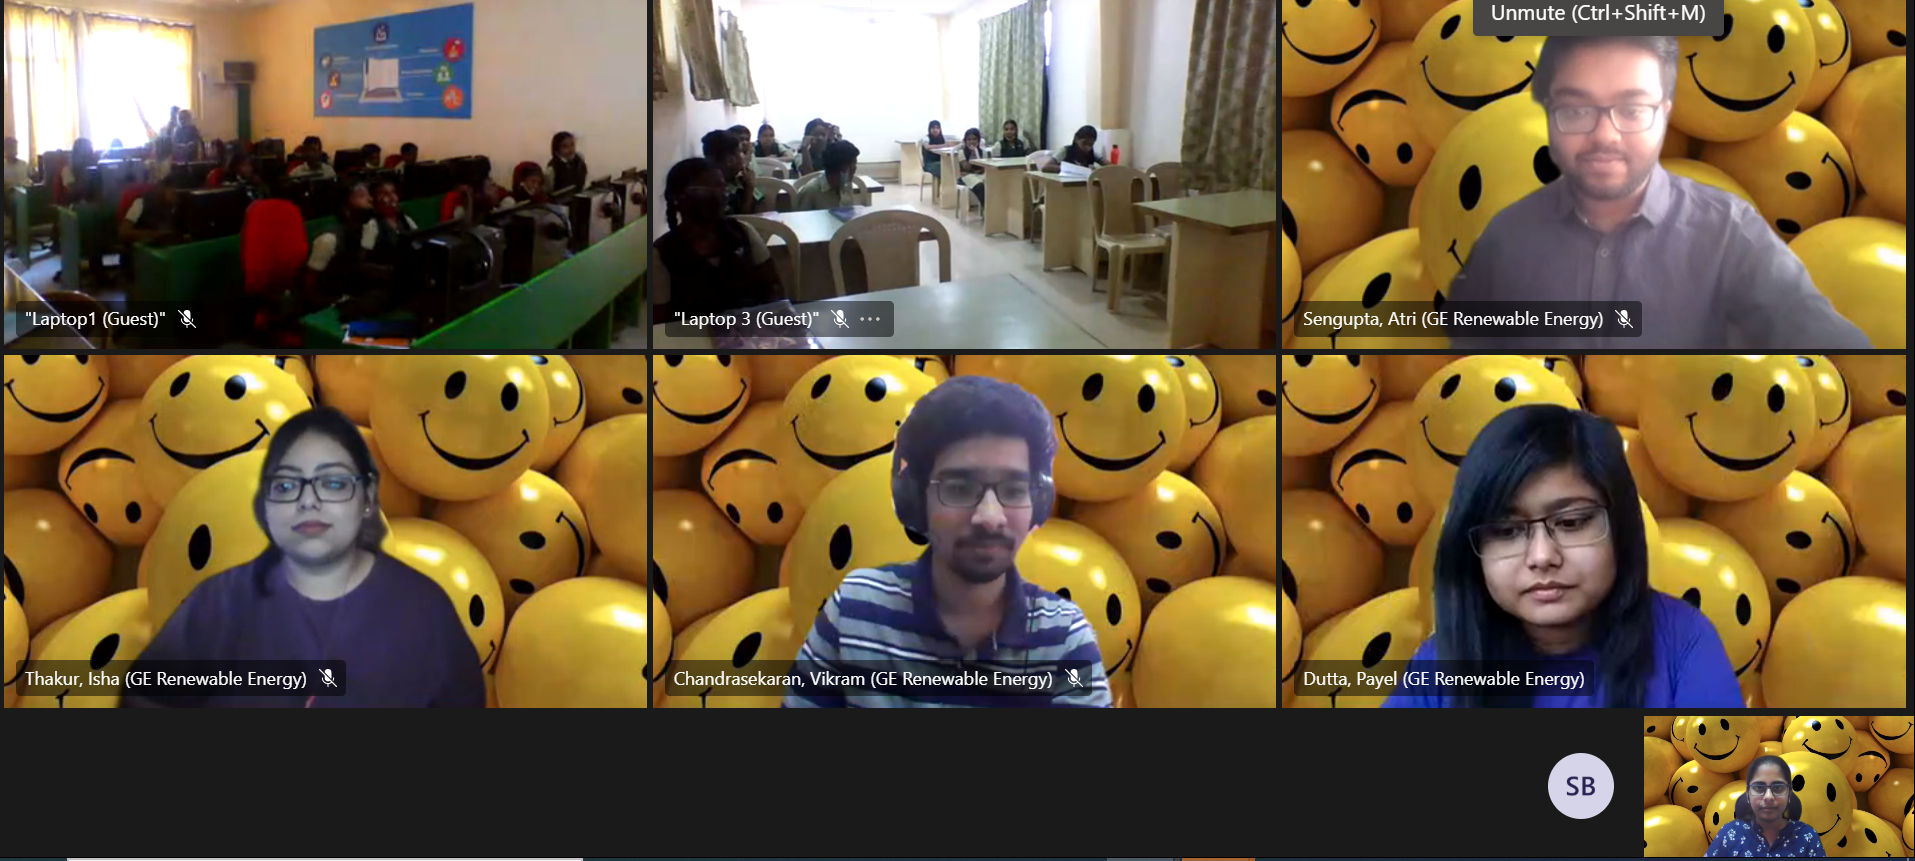 Unmute (Ctrl+Shift+M)
"Laptop1 (Guest)"
"Laptop 3 (Guest)"
Sengupta, Atri (GE Renewable Energy)
Thakur, Isha (GE Renewable Energy)
Chandrasekaran, Vikram (GE Renewable Energy)
Dutta, Payel (GE Renewable Energy)
SB